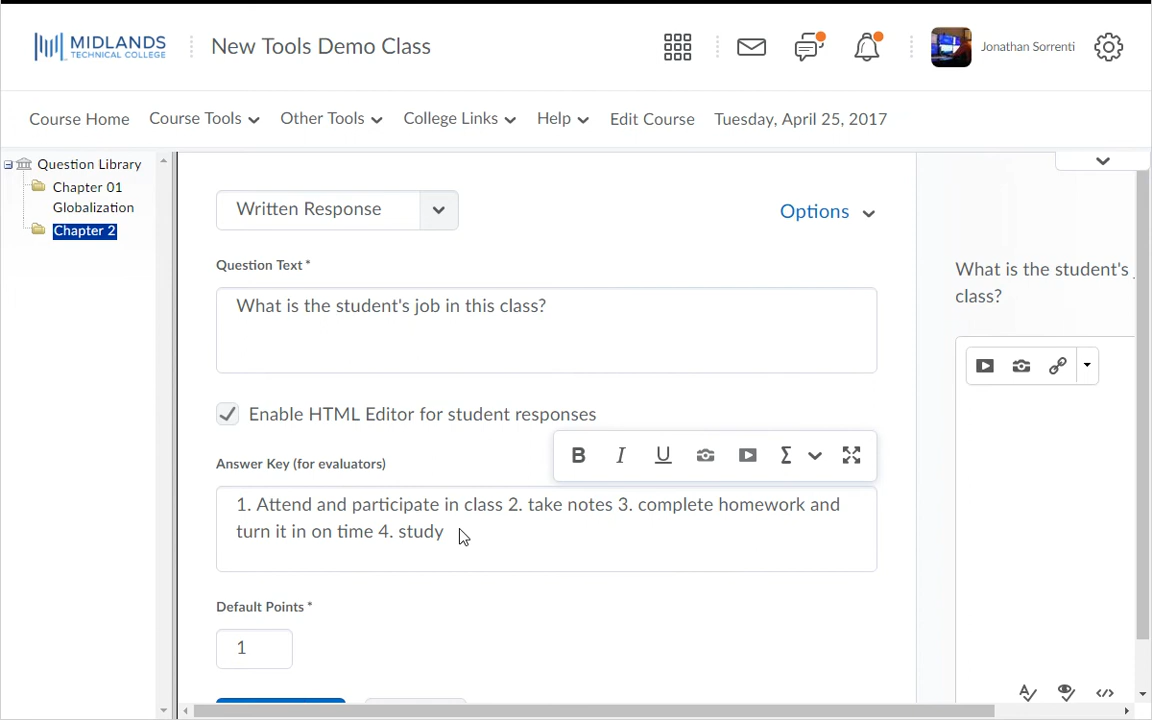 MIDLANDS
TECHNICAL COLLEGE
New Tools Demo Class
Jonathan Sorrenti
Course Home Course Tools Other Tools College Links Help Edit Course Tuesday, April 25, 2017
Question Library
Chapter 01
Globalization
Chapter 2
Written Response
Options
Question Text *
What is the student's job in this class?
Enable HTML Editor for student responses
Answer Key (for evaluators)
B I U Σ
1. Attend and participate in class 2. take notes 3. complete homework and
turn it in on time 4. study
Default Points *
1
What is the student's
class?